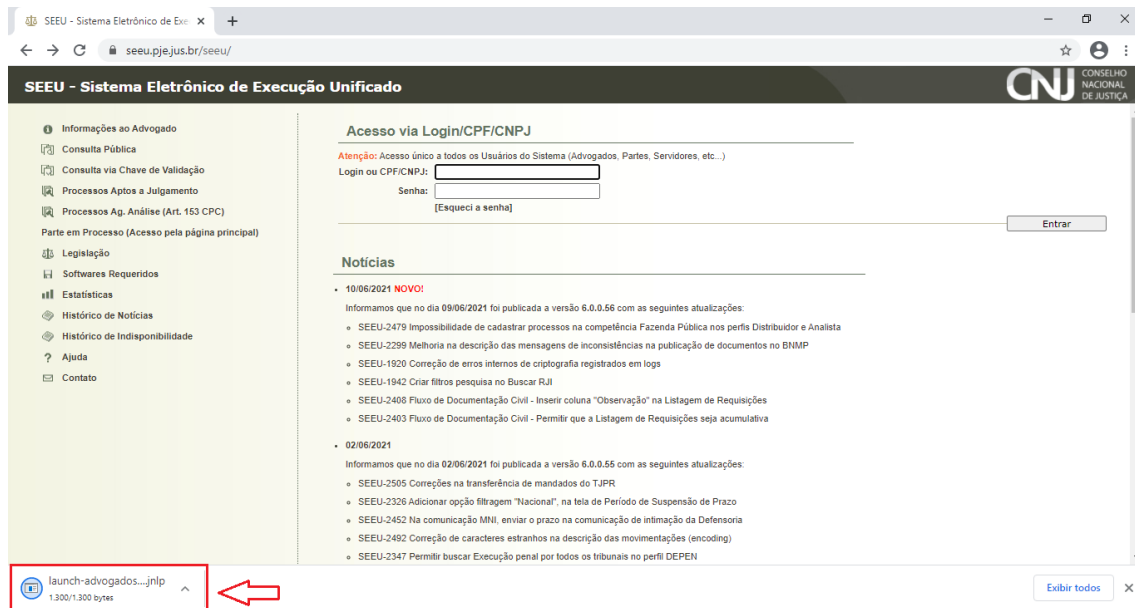 SEEU - Sistema Eletrônico de Exe
seeu.pje.jus.br/seeu/
SEEU - Sistema Eletrônico de Execução Unificado
CNJ CONSELHO
NACIONAL
DE JUSTIÇA
Informações ao Advogado
Consulta Pública
Consulta via Chave de Validação
Processos Aptos a Julgamento
Processos Ag. Análise (Art. 153 CPC)
Parte em Processo (Acesso pela página principal)
Legislação
Softwares Requeridos
Estatísticas
Histórico de Notícias
Histórico de Indisponibilidade
Ajuda
Contato
Acesso via Login/CPF/CNPJ
Atenção: Acesso único a todos os Usuários do Sistema (Advogados, Partes, Servidores, etc...)
Login ou CPF/CNPJ:
Senha:
[Esqueci a senha]
Entrar
Notícias
10/06/2021 NOVO!
Informamos que no dia 09/06/2021 foi publicada a versão 6.0.0.56 com as seguintes atualizações:
SEEU-2479 Impossibilidade de cadastrar processos na competência Fazenda Pública nos perfis Distribuidor e Analista
SEEU-2299 Melhoria na descrição das mensagens de inconsistências na publicação de documentos no BNMP
SEEU-1920 Correção de erros internos de criptografia registrados em logs
SEEU-1942 Criar filtros pesquisa no Buscar RJI
SEEU-2408 Fluxo de Documentação Civil - Inserir coluna "Observação" na Listagem de Requisições
SEEU-2403 Fluxo de Documentação Civil - Permitir que a Listagem de Requisições seja acumulativa
02/06/2021
Informamos que no dia 02/06/2021 foi publicada a versão 6.0.0.55 com as seguintes atualizações:
SEEU-2505 Correções na transferência de mandados do TJPR
SEEU-2326 Adicionar opção filtragem "Nacional", na tela de Período de Suspensão de Prazo
SEEU-2452 Na comunicação MNI, enviar o prazo na comunicação de intimação da Defensoria
SEEU-2492 Correção de caracteres estranhos na descrição das movimentações (encoding)
SEEU-2347 Permitir buscar Execução penal por todos os tribunais no perfil DEPEN
launch-advogados....jnlp
1.300/1.300 bytes
Exibir todos